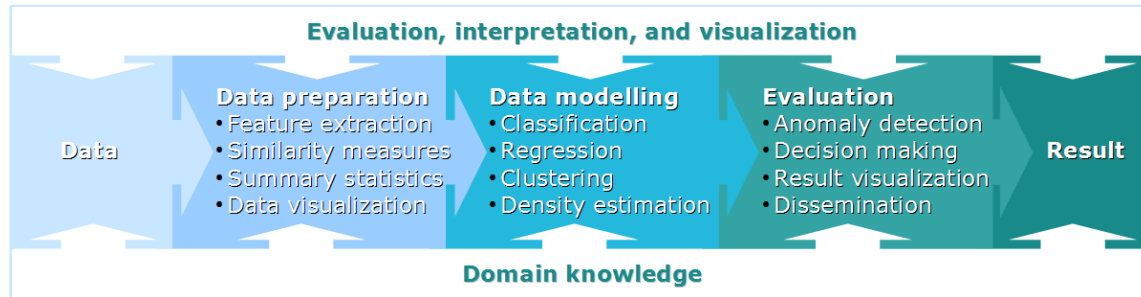 Evaluation, interpretation, and visualization
Data
Data preparation
• Feature extraction
• Similarity measures
• Summary statistics
• Data visualization
Data modelling
• Classification
• Regression
• Clustering
• Density estimation
Evaluation
• Anomaly detection
• Decision making
• Result visualization
• Dissemination
Result
Domain knowledge